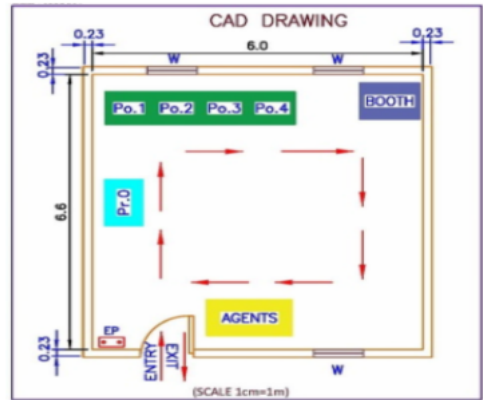 CAD DRAWING
0.23
6.0
0.23
0.23
W
W
Po.1 Po.2 Po.3 Po.4
BOOTH
6.6
Pr.0
AGENTS
EP
0.23
ENTRY
EXIT
W
(SCALE 1cm=1m)